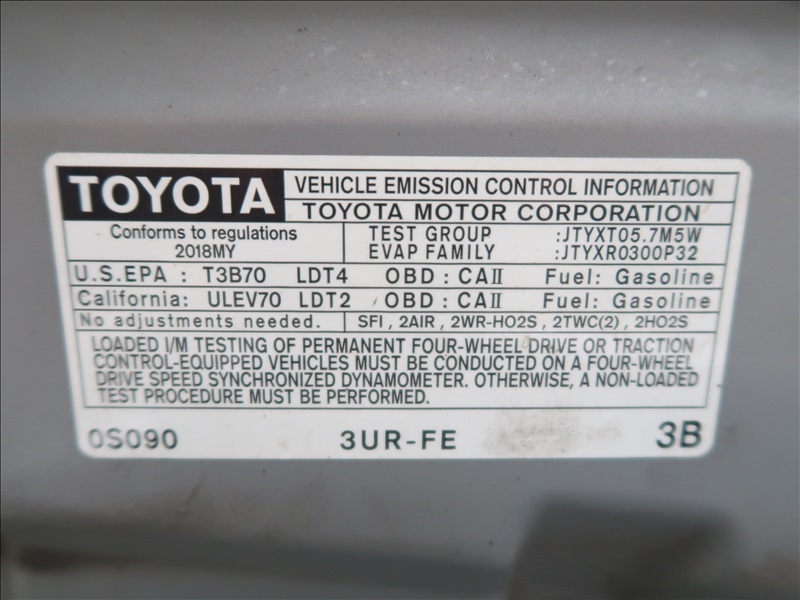 TOYOTA
VEHICLE EMISSION CONTROL INFORMATION
TOYOTA MOTOR CORPORATION
Conforms to regulations
2018MY
TEST GROUP :JTYXT05.7M5W
EVAP FAMILY :JTYXR0300P32
U.S.EPA : T3B70 LDT4 OBD : CAII Fuel: Gasoline
California: ULEV70 LDT2 OBD : CAII Fuel: Gasoline
No adjustments needed. SFI , 2AIR , 2WR-HO2S , 2TWC(2) , 2HO2S
LOADED I/M TESTING OF PERMANENT FOUR-WHEEL DRIVE OR TRACTION
CONTROL-EQUIPPED VEHICLES MUST BE CONDUCTED ON A FOUR-WHEEL
DRIVE SPEED SYNCHRONIZED DYNAMOMETER. OTHERWISE, A NON-LOADED
TEST PROCEDURE MUST BE PERFORMED.
0S090 3UR-FE 3B